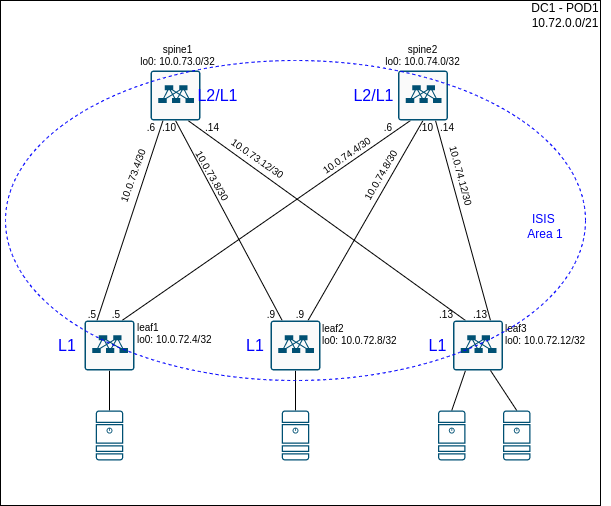 DC1 - POD1
10.72.0.0/21
spine1
lo0: 10.0.73.0/32
spine2
lo0: 10.0.74.0/32
L2/L1
L2/L1
.6
.10
.14
.6
.10
.14
10.0.73.4/30
10.0.73.8/30
10.0.73.12/30
10.0.74.4/30
10.0.74.8/30
10.0.74.12/30
ISIS
Area 1
.5
.5
.9
.9
.13
.13
L1
leaf1
lo0: 10.0.72.4/32
L1
leaf2
lo0: 10.0.72.8/32
L1
leaf3
lo0: 10.0.72.12/32